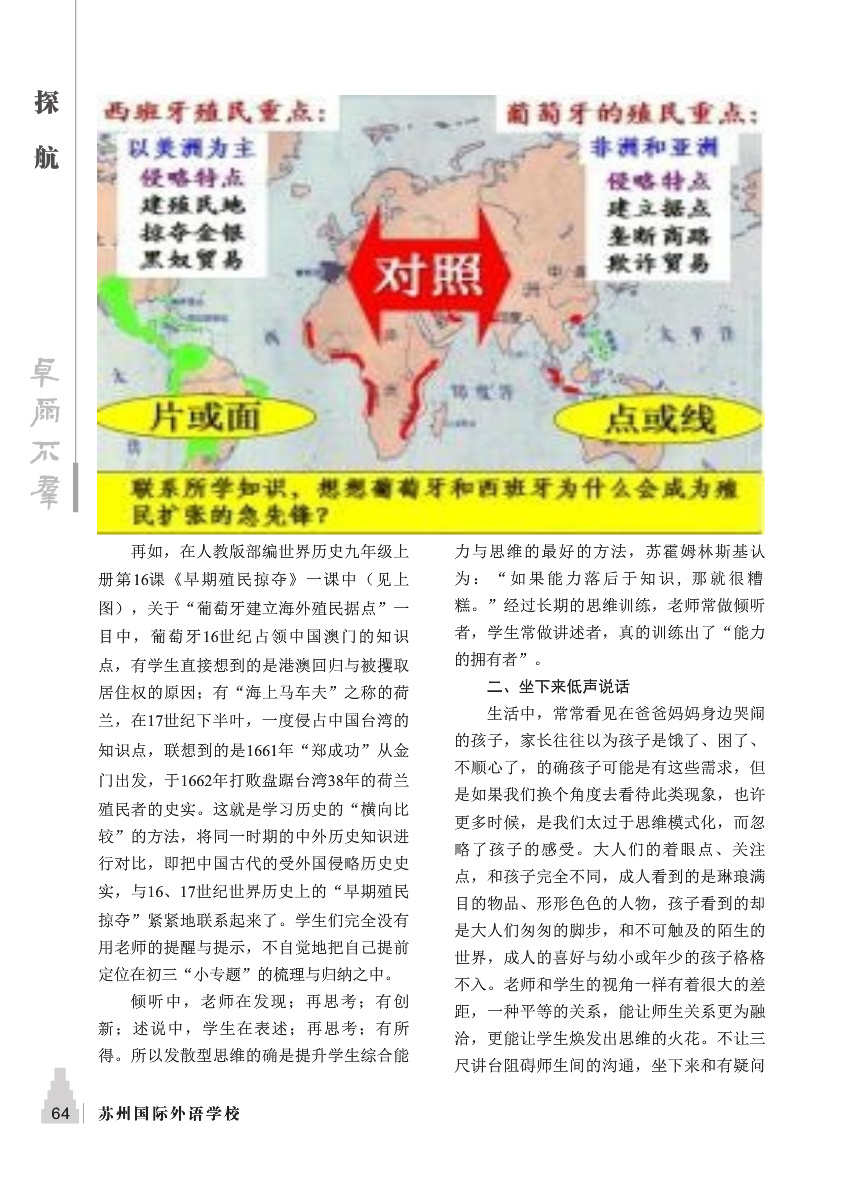 探
航
卓
尔
不
群
西班牙殖民重点：
以美洲为主
侵略特点
建殖民地
掠夺金银
黑奴贸易
葡萄牙的殖民重点：
非洲和亚洲
侵略特点
建立据点
垄断商路
欺诈贸易
对照
片或面
点或线
联系所学知识，想想葡萄牙和西班牙为什么会成为殖
民扩张的急先锋？
再如，在人教版部编世界历史九年级上
册第16课《早期殖民掠夺》一课中（见上
图），关于“葡萄牙建立海外殖民据点”一
目中，葡萄牙16世纪占领中国澳门的知识
点，有学生直接想到的是港澳回归与被攫取
居住权的原因；有“海上马车夫”之称的荷
兰，在17世纪下半叶，一度侵占中国台湾的
知识点，联想到的是1661年“郑成功”从金
门出发，于1662年打败盘踞台湾38年的荷兰
殖民者的史实。这就是学习历史的“横向比
较”的方法，将同一时期的中外历史知识进
行对比，即把中国古代的受外国侵略历史史
实，与16、17世纪世界历史上的“早期殖民
掠夺”紧紧地联系起来了。学生们完全没有
用老师的提醒与提示，不自觉地把自己提前
定位在初三“小专题”的梳理与归纳之中。
倾听中，老师在发现；再思考；有创
新；述说中，学生在表述；再思考；有所
得。所以发散型思维的确是提升学生综合能
力与思维的最好的方法，苏霍姆林斯基认
为：“如果能力落后于知识，那就很糟
糕。”经过长期的思维训练，老师常做倾听
者，学生常做讲述者，真的训练出了“能力
的拥有者”。
二、坐下来低声说话
生活中，常常看见在爸爸妈妈身边哭闹
的孩子，家长往往以为孩子是饿了、困了、
不顺心了，的确孩子可能是有这些需求，但
是如果我们换个角度去看待此类现象，也许
更多时候，是我们太过于思维模式化，而忽
略了孩子的感受。大人们的着眼点、关注
点，和孩子完全不同，成人看到的是琳琅满
目的物品、形形色色的人物，孩子看到的却
是大人们匆匆的脚步，和不可触及的陌生的
世界，成人的喜好与幼小或年少的孩子格格
不入。老师和学生的视角一样有着很大的差
距，一种平等的关系，能让师生关系更为融
洽，更能让学生焕发出思维的火花。不让三
尺讲台阻碍师生间的沟通，坐下来和有疑问
64
苏州国际外语学校